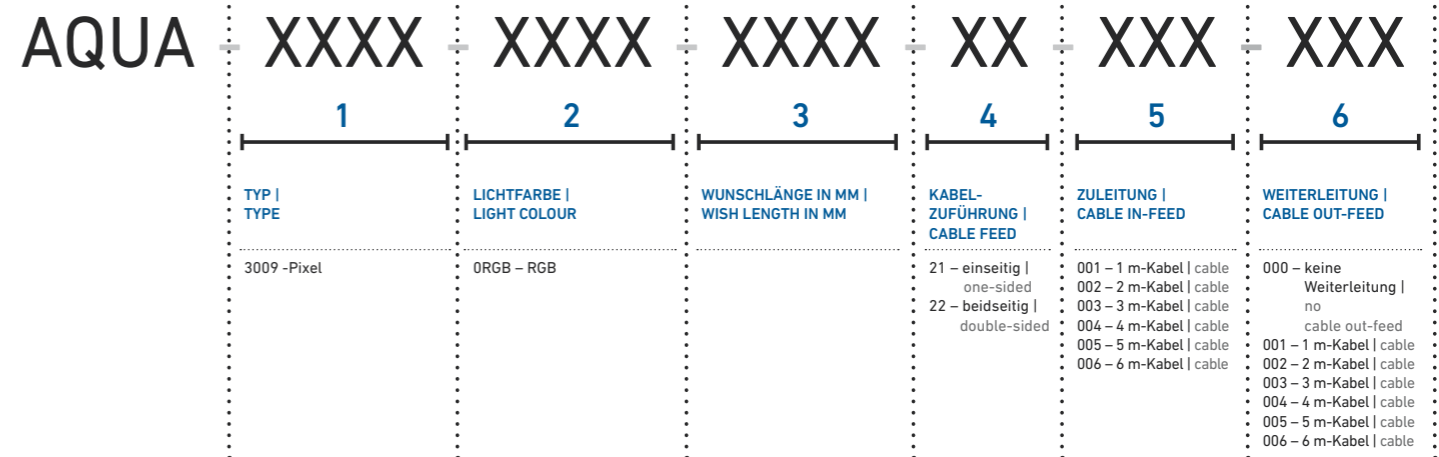 AQUA - XXXX - XXXX - XXXX - XX - XXX - XXX
1
2
3
4
5
6
TYP |
TYPE
LICHTFARBE |
LIGHT COLOUR
WUNSCHLÄNGE IN MM |
WISH LENGTH IN MM
KABEL-
ZUFÜHRUNG |
CABLE FEED
ZULEITUNG |
CABLE IN-FEED
WEITERLEITUNG |
CABLE OUT-FEED
3009 -Pixel
0RGB – RGB
21 – einseitig |
one-sided
22 – beidseitig |
double-sided
001 – 1 m-Kabel | cable
002 – 2 m-Kabel | cable
003 – 3 m-Kabel | cable
004 – 4 m-Kabel | cable
005 – 5 m-Kabel | cable
006 – 6 m-Kabel | cable
000 – keine
Weiterleitung |
no
cable out-feed
001 – 1 m-Kabel | cable
002 – 2 m-Kabel | cable
003 – 3 m-Kabel | cable
004 – 4 m-Kabel | cable
005 – 5 m-Kabel | cable
006 – 6 m-Kabel | cable